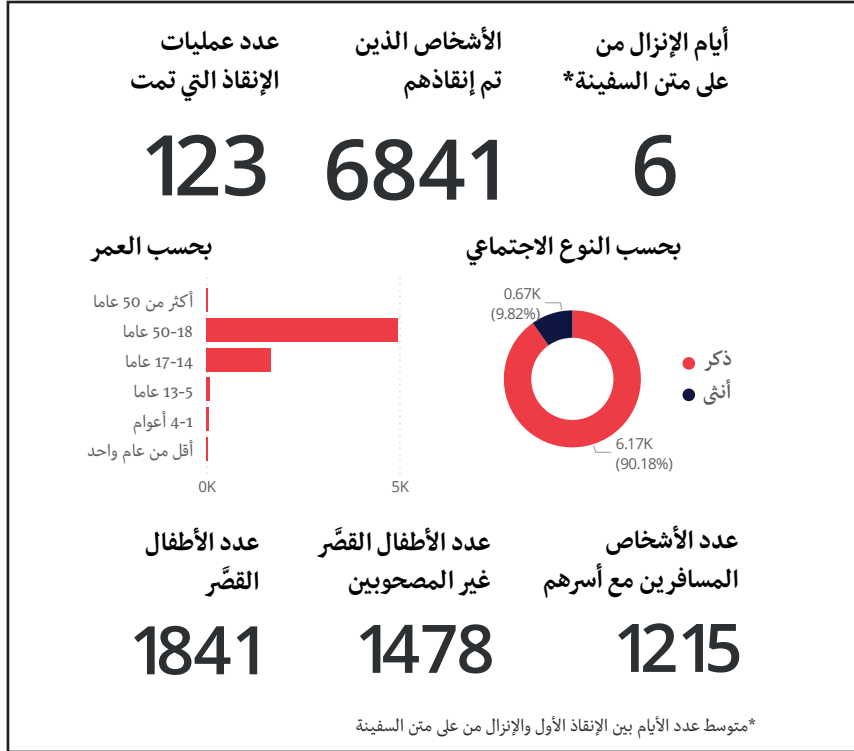 أيام الإنزال من
على متن السفينة*
6
الأشخاص الذين
تم إنقاذهم
6841
عدد عمليات
الإنقاذ التي تمت
123
بحسب النوع الاجتماعي
0.67K
(9.82%)
ذكر
أنثى
6.17K
(90.18%)
بحسب العمر
أكثر من 50 عاما
18-50 عاما
14-17 عاما
5-13 عاما
1-4 أعوام
أقل من عام واحد
0K
5K
عدد الأشخاص
المسافرين مع أسرهم
1215
عدد الأطفال القصَّر
غير المصحوبين
1478
عدد الأطفال
القصَّر
1841
*متوسط عدد الأيام بين الإنقاذ الأول والإنزال من على متن السفينة